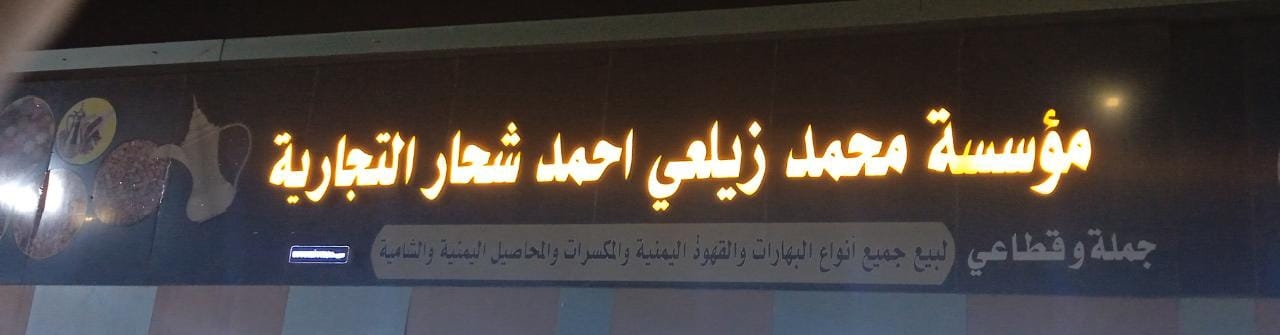 مؤسسة محمد زيلعي احمد شحار التجارية
جملة وقطاعي لبيع جميع أنواع البهارات والقهوة اليمنية والمكسرات والمحاصيل اليمنية والشامية